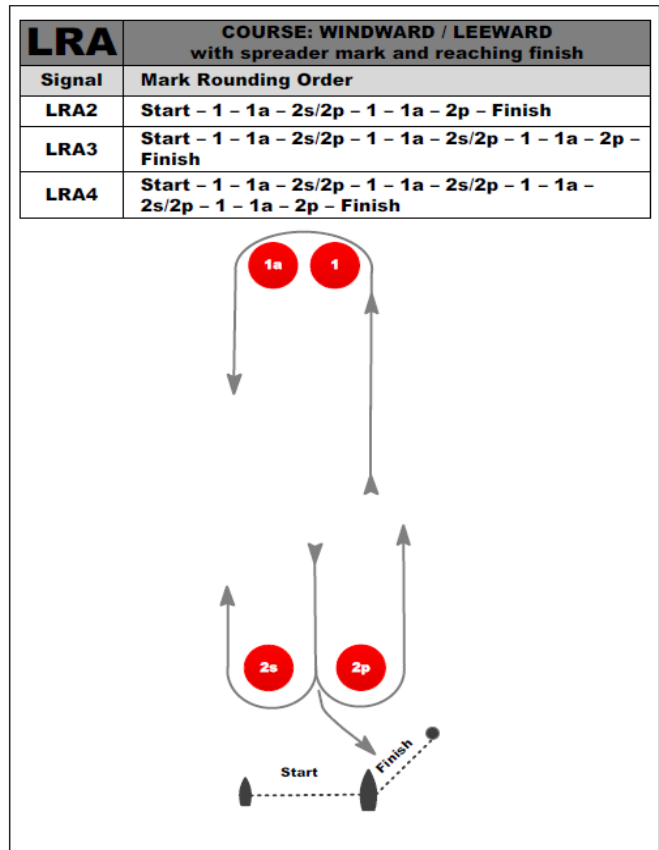 LRA
COURSE: WINDWARD / LEEWARD
with spreader mark and reaching finish
Signal
Mark Rounding Order
LRA2
Start – 1 – 1a – 2s/2p – 1 – 1a – 2p – Finish
LRA3
Start – 1 – 1a – 2s/2p – 1 – 1a – 2s/2p – 1 – 1a – 2p –
Finish
LRA4
Start – 1 – 1a – 2s/2p – 1 – 1a – 2s/2p – 1 – 1a –
2s/2p – 1 – 1a – 2p – Finish
1a
1
2s
2p
Start
Finish